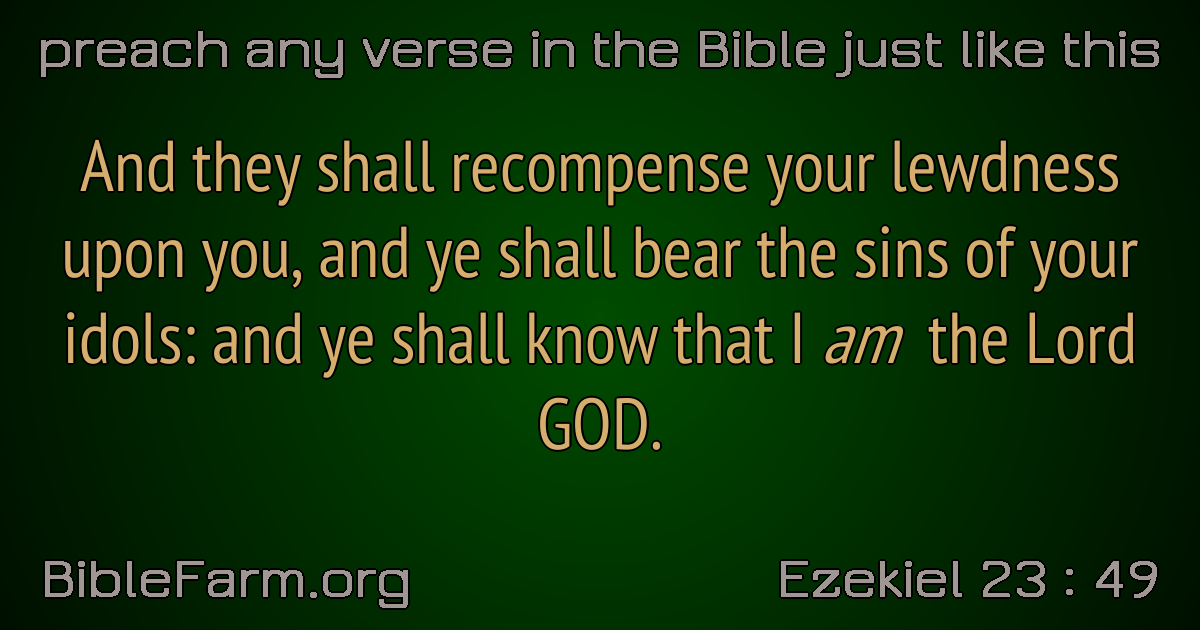 preach any verse in the Bible just like this
And they shall recompense your lewdness
upon you, and ye shall bear the sins of your
idols: and ye shall know that I am the Lord
GOD.
BibleFarm.org
Ezekiel 23 : 49